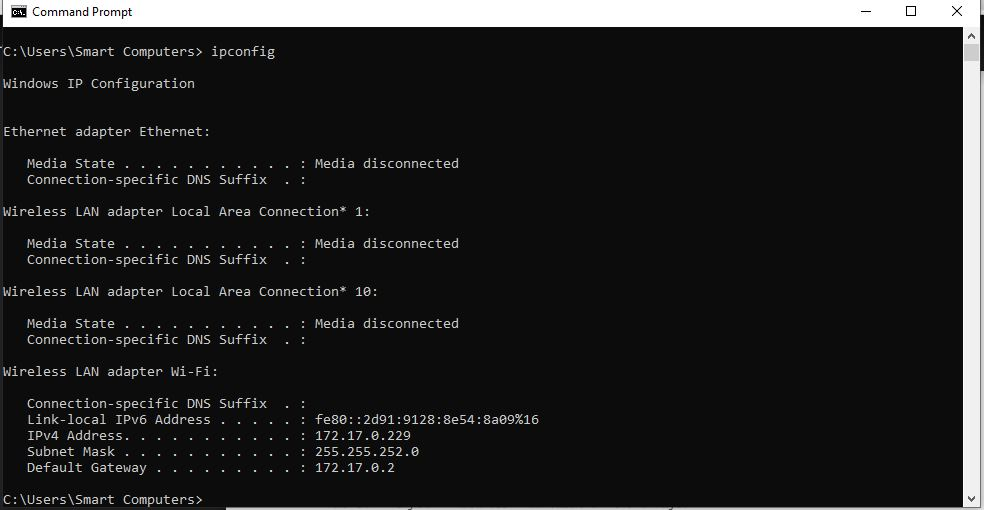 Command Prompt
C:\Users\Smart Computers> ipconfig
Windows IP Configuration
Ethernet adapter Ethernet:
Media State . . . . . . . . . . . : Media disconnected
Connection-specific DNS Suffix  . :
Wireless LAN adapter Local Area Connection* 1:
Media State . . . . . . . . . . . : Media disconnected
Connection-specific DNS Suffix  . :
Wireless LAN adapter Local Area Connection* 10:
Media State . . . . . . . . . . . : Media disconnected
Connection-specific DNS Suffix  . :
Wireless LAN adapter Wi-Fi:
Connection-specific DNS Suffix  . :
Link-local IPv6 Address . . . . . : fe80::2d91:9128:8e54:8a09%16
IPv4 Address. . . . . . . . . . . : 172.17.0.229
Subnet Mask . . . . . . . . . . . : 255.255.252.0
Default Gateway . . . . . . . . . : 172.17.0.2
C:\Users\Smart Computers>